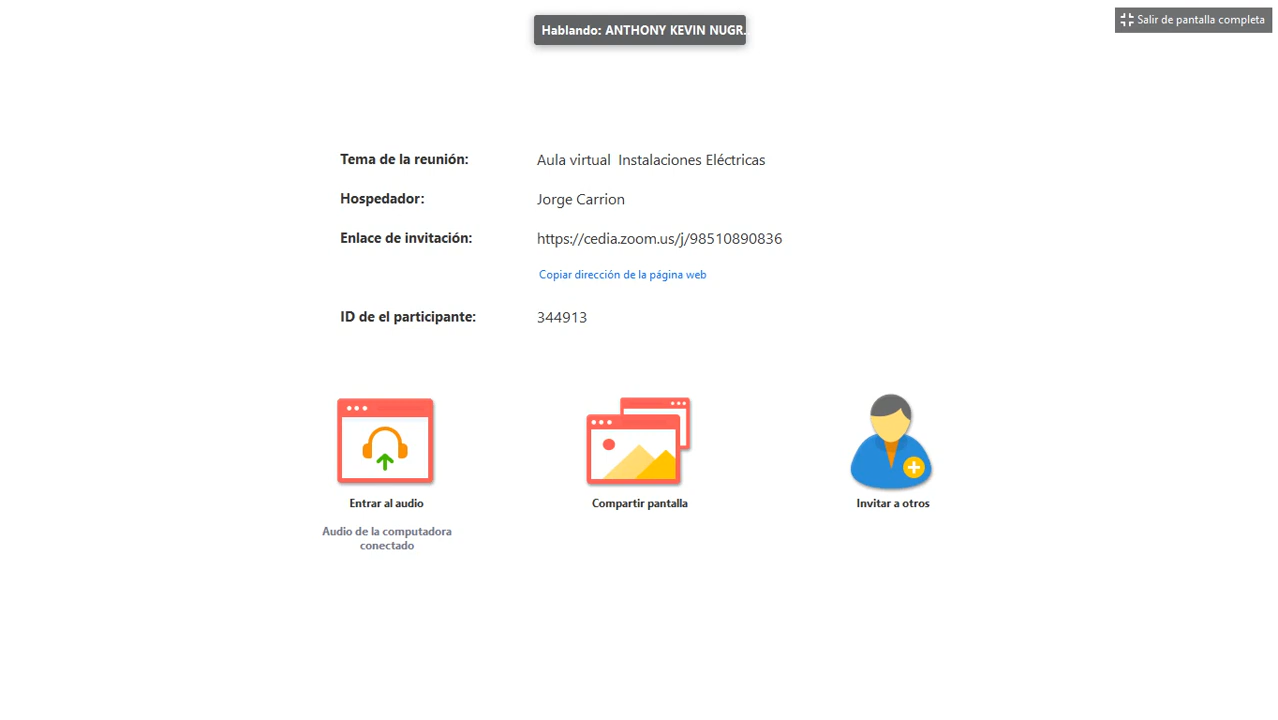 Hablando: ANTHONY KEVIN NUGR.
Salir de pantalla completa
Tema de la reunión: Aula virtual Instalaciones Eléctricas
Hospedador: Jorge Carrion
Enlace de invitación: https://cedia.zoom.us/j/98510890836
Copiar dirección de la página web
ID de el participante: 344913
Entrar al audio
Compartir pantalla
Invitar a otros
Audio de la computadora
conectado